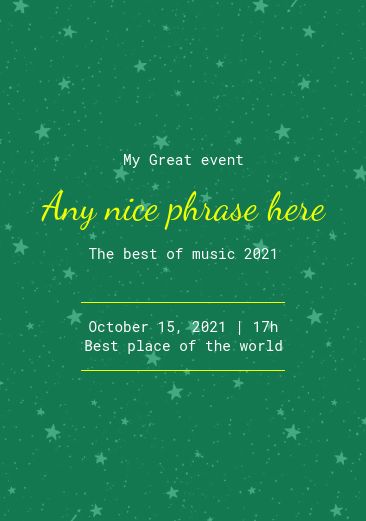 My Great event
Any nice phrase here
The best of music 2021
October 15, 2021 | 17h
Best place of the world